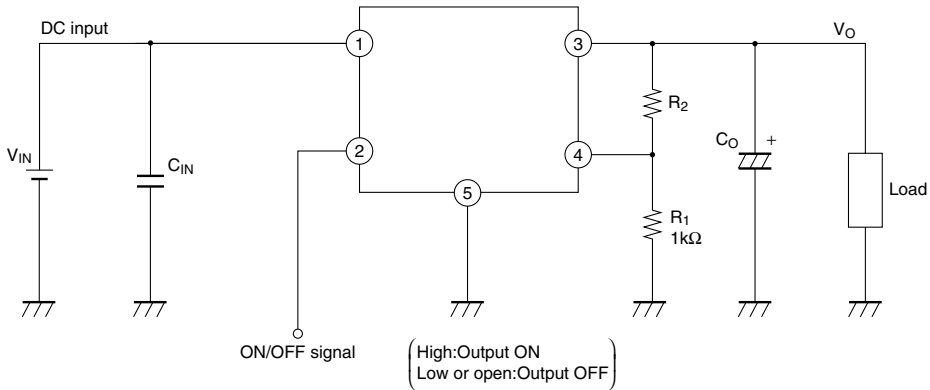 DC input
1
3
V_O
R_2
2
4
C_O +
V_IN
C_IN
5
Load
R_1
1kΩ
ON/OFF signal
High:Output ON
Low or open:Output OFF